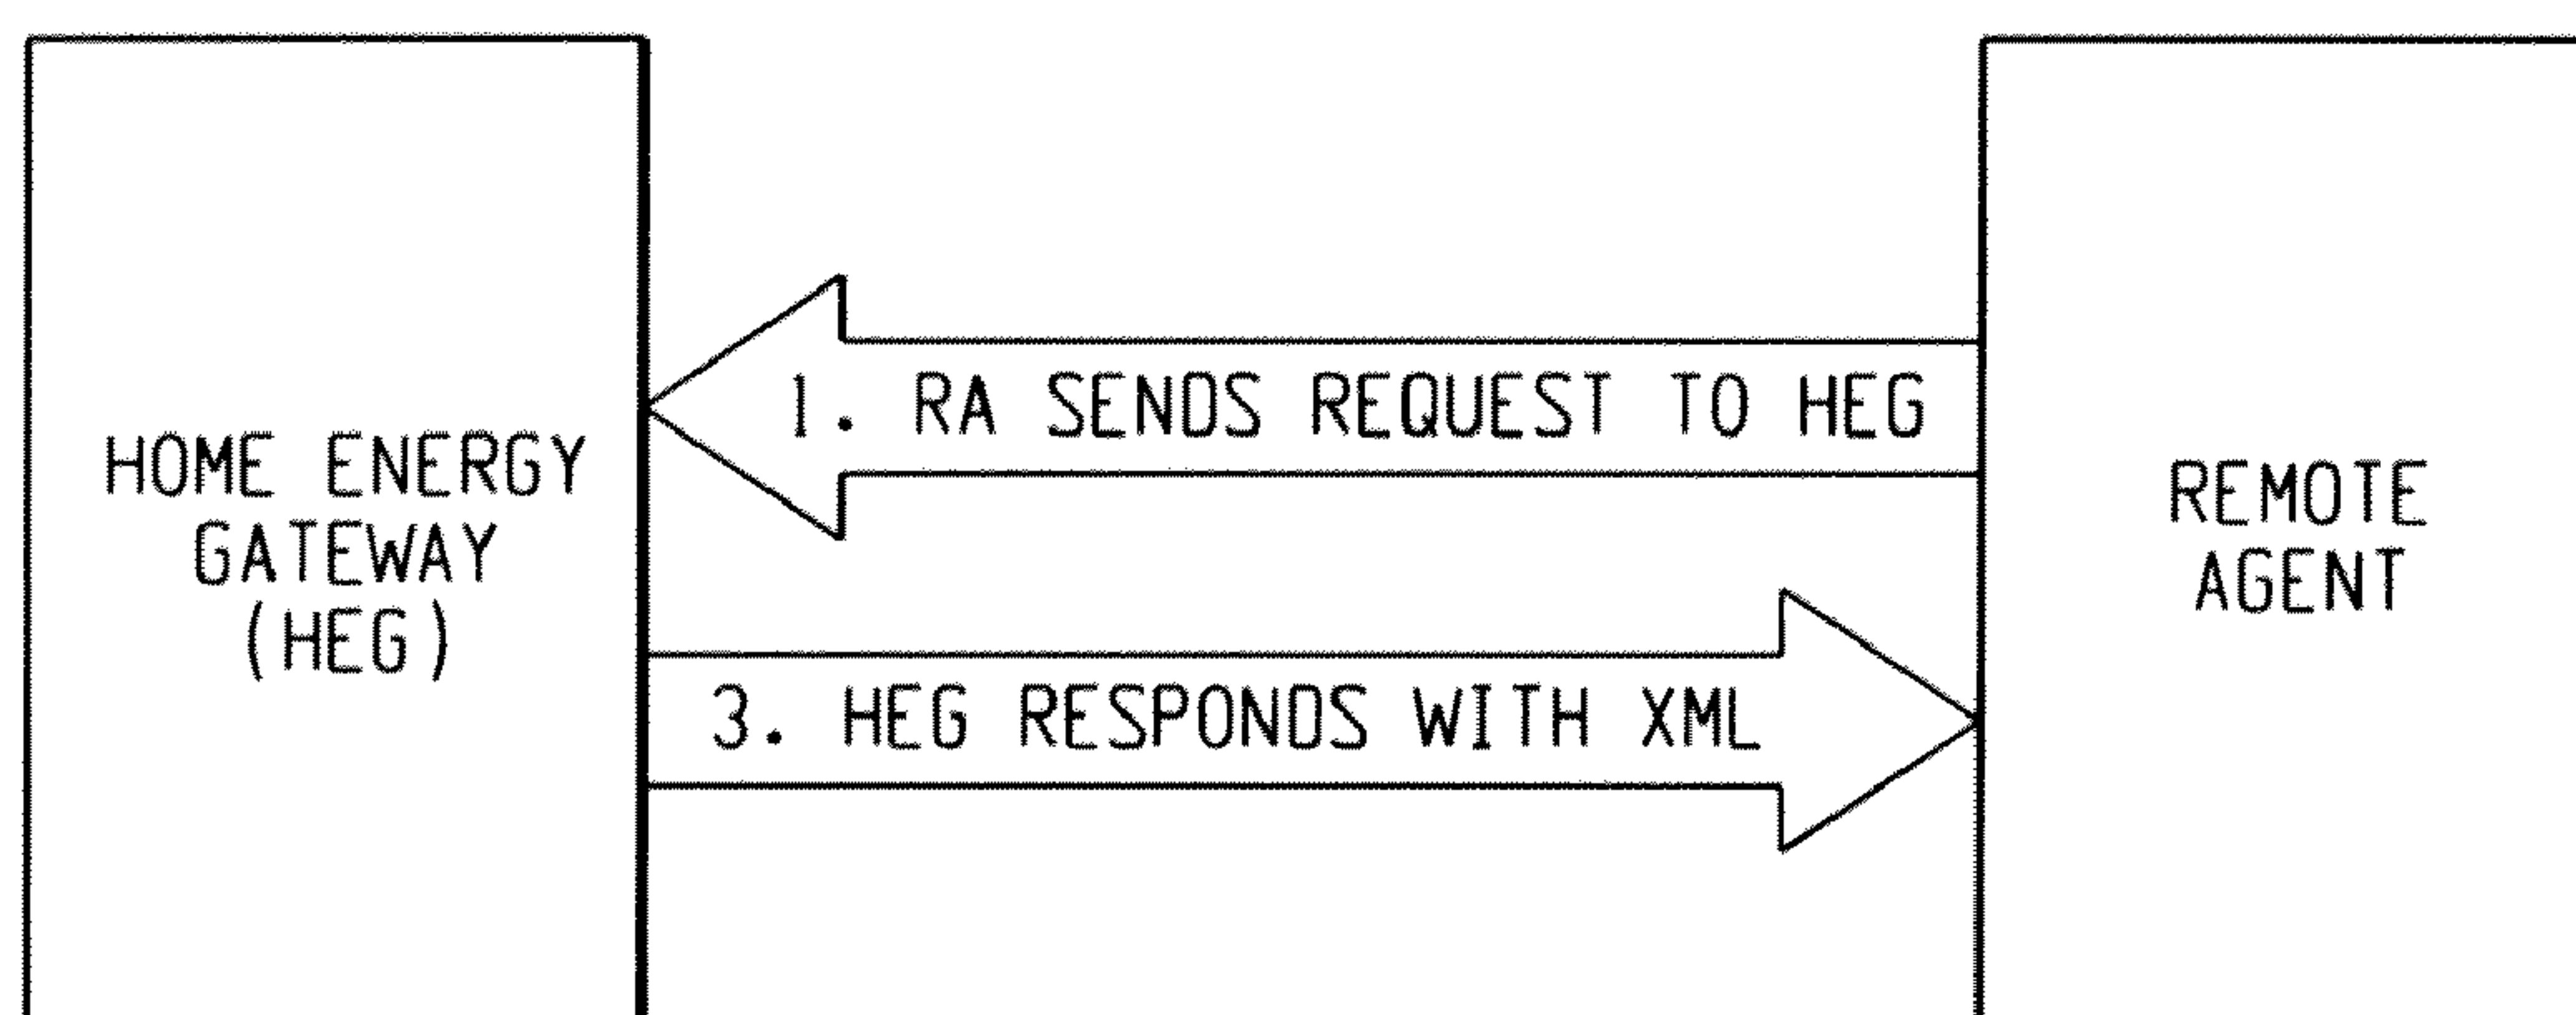 HOME ENERGY
GATEWAY
(HEG)
1. RA SENDS REQUEST TO HEG
3. HEG RESPONDS WITH XML
REMOTE
AGENT